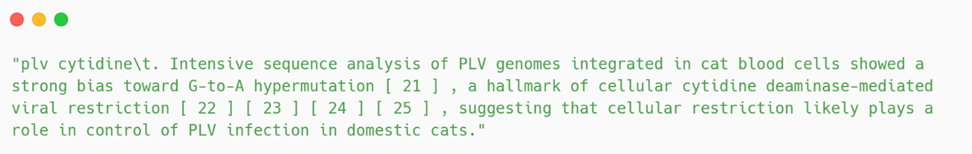 "plv cytidine\t. Intensive sequence analysis of PLV genomes integrated in cat blood cells showed a
strong bias toward G-to-A hypermutation [ 21 ] , a hallmark of cellular cytidine deaminase-mediated
viral restriction [ 22 ] [ 23 ] [ 24 ] [ 25 ] , suggesting that cellular restriction likely plays a
role in control of PLV infection in domestic cats."